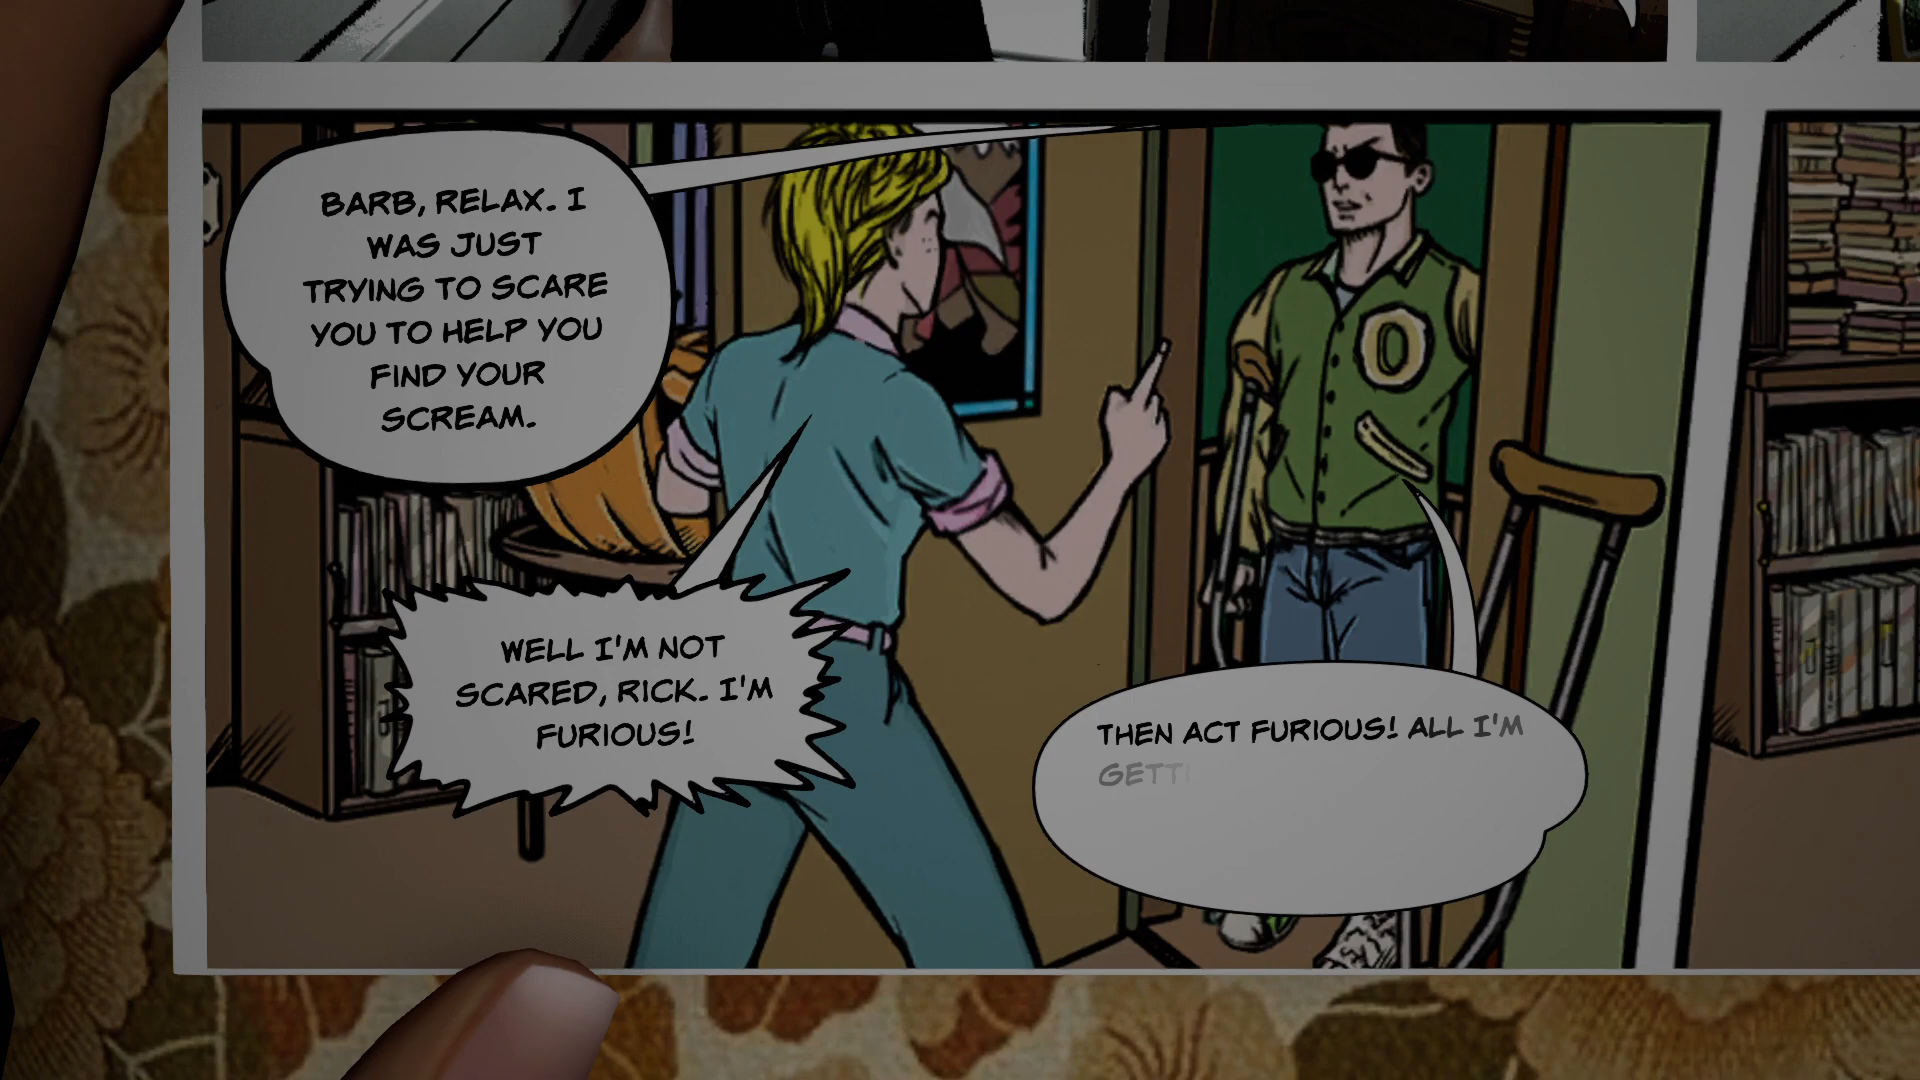 BARB, RELAX. I
WAS JUST
TRYING TO SCARE
YOU TO HELP YOU
FIND YOUR
SCREAM.
WELL I'M NOT
SCARED, RICK. I'M
FURIOUS!
THEN ACT FURIOUS! ALL I'M
GETTI
O